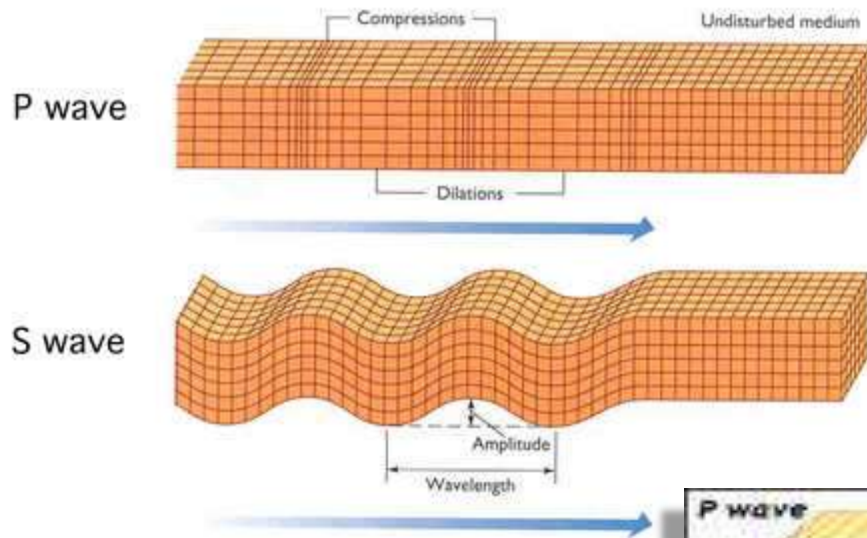 Compressions
Undisturbed medium
P wave
Dilations
S wave
Amplitude
Wavelength
P wave